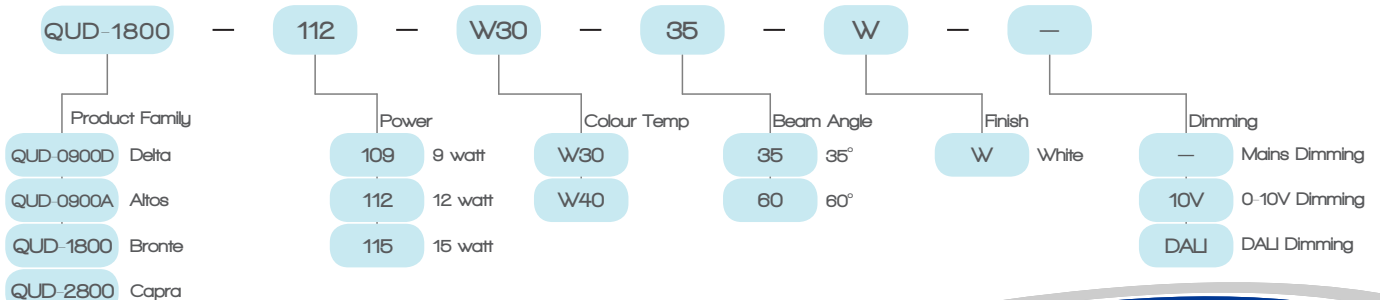 QUD-1800 — 112 — W30 — 35 — W — —
Product Family Power Colour Temp Beam Angle Finish Dimming
QUD-0900D Delta 109 9 watt W30 35 35° W White — Mains Dimming
QUD-0900A Altos 112 12 watt W40 60 60° 10V 0-10V Dimming
QUD-1800 Bronte 115 15 watt DALI DALI Dimming
QUD-2800 Capra